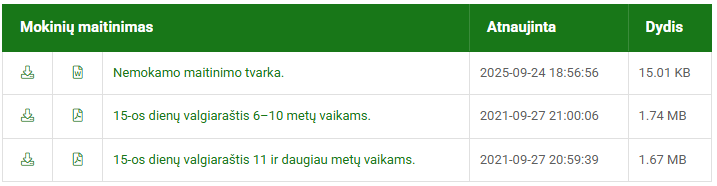 Mokinių maitinimas Atnaujinta Dydis
Nemokamo maitinimo tvarka. 2025-09-24 18:56:56 15.01 KB
15-os dienų valgiaraštis 6–10 metų vaikams. 2021-09-27 21:00:06 1.74 MB
15-os dienų valgiaraštis 11 ir daugiau metų vaikams. 2021-09-27 20:59:39 1.67 MB